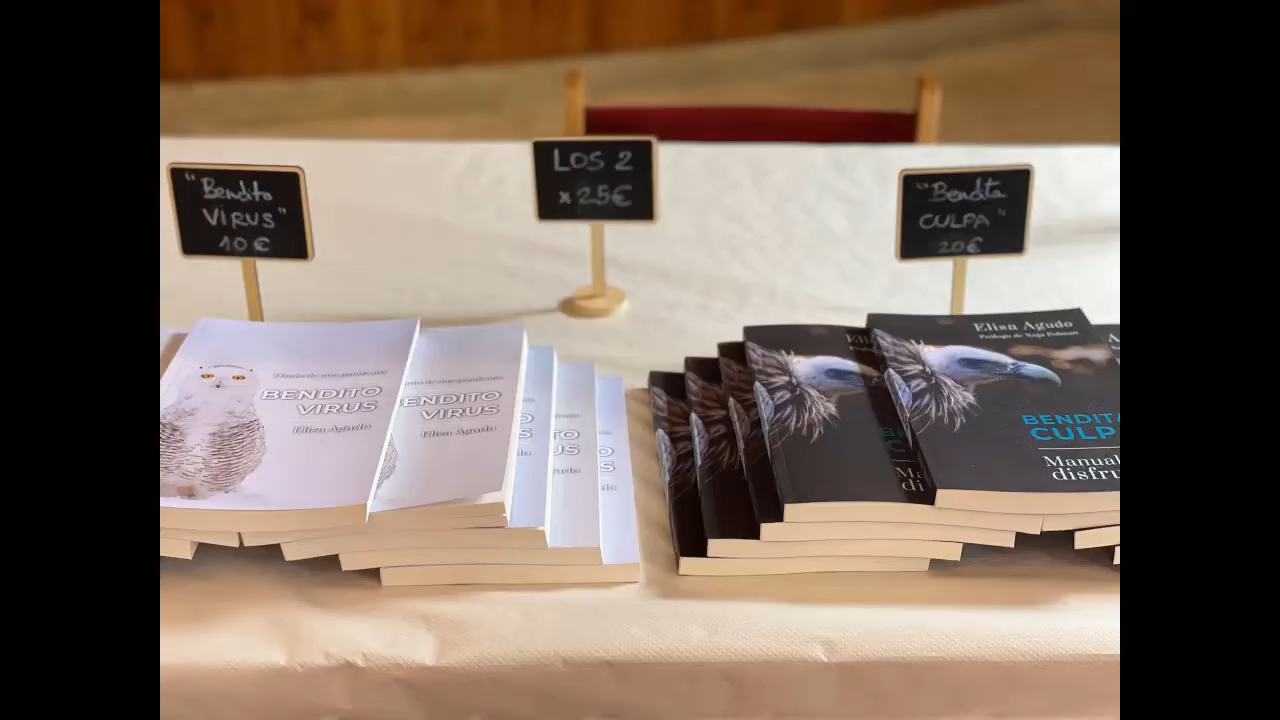 "Bendito
VIRUS"
10 €
LOS 2
x 25€
"Bendita
CULPA"
20€
BENDITO
VIRUS
Elisa Agudo
BENDITO
VIRUS
Elisa Agudo
Elisa Agudo
BENDITA
CULP
Manual
disfru